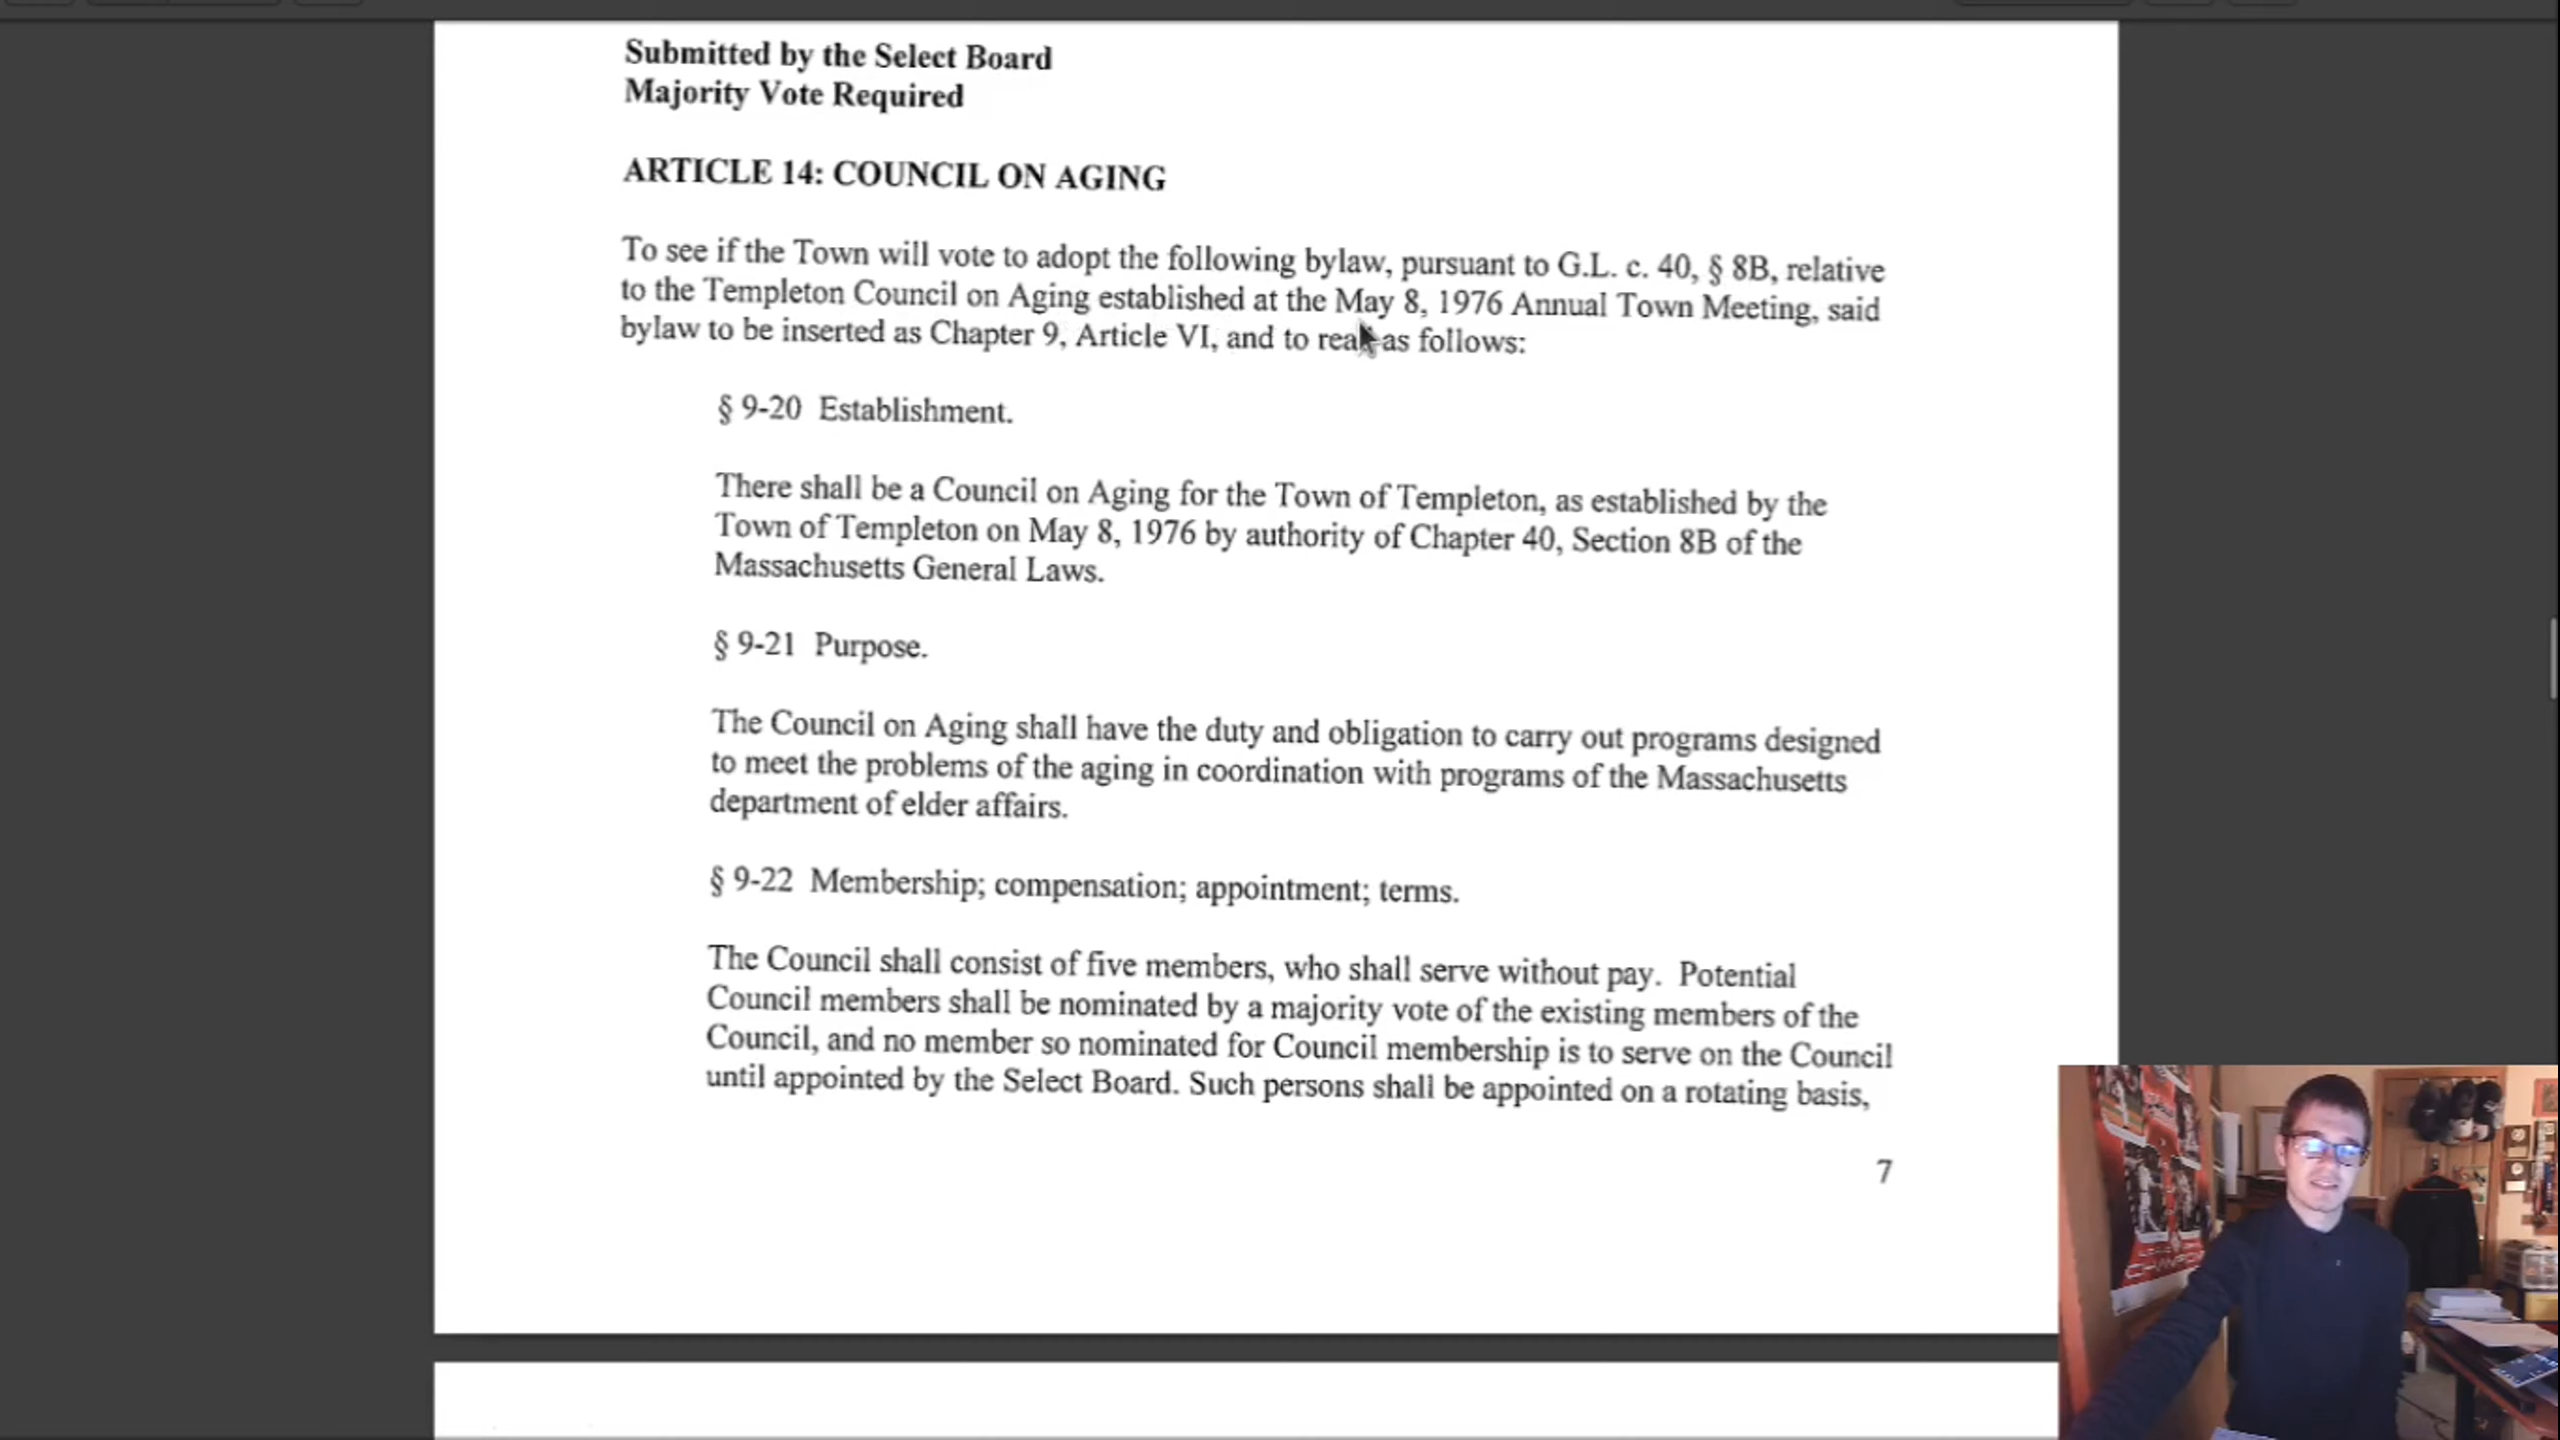 Submitted by the Select Board
Majority Vote Required
ARTICLE 14: COUNCIL ON AGING
To see if the Town will vote to adopt the following bylaw, pursuant to G.L. c. 40, § 8B, relative
to the Templeton Council on Aging established at the May 8, 1976 Annual Town Meeting, said
bylaw to be inserted as Chapter 9, Article VI, and to read as follows:
§ 9-20 Establishment.
There shall be a Council on Aging for the Town of Templeton, as established by the
Town of Templeton on May 8, 1976 by authority of Chapter 40, Section 8B of the
Massachusetts General Laws.
§ 9-21 Purpose.
The Council on Aging shall have the duty and obligation to carry out programs designed
to meet the problems of the aging in coordination with programs of the Massachusetts
department of elder affairs.
§ 9-22 Membership; compensation; appointment; terms.
The Council shall consist of five members, who shall serve without pay. Potential
Council members shall be nominated by a majority vote of the existing members of the
Council, and no member so nominated for Council membership is to serve on the Council
until appointed by the Select Board. Such persons shall be appointed on a rotating basis,
7